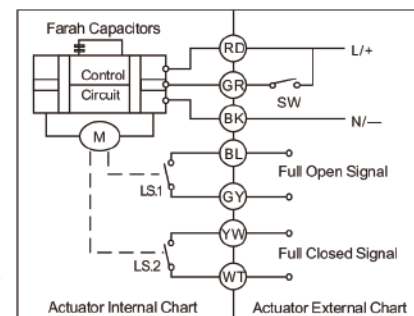 Farah Capacitors
Control
Circuit
M
RD
L/+
GR
SW
BK
N/—
BL
LS.1
Full Open Signal
GY
YW
LS.2
Full Closed Signal
WT
Actuator Internal Chart
Actuator External Chart